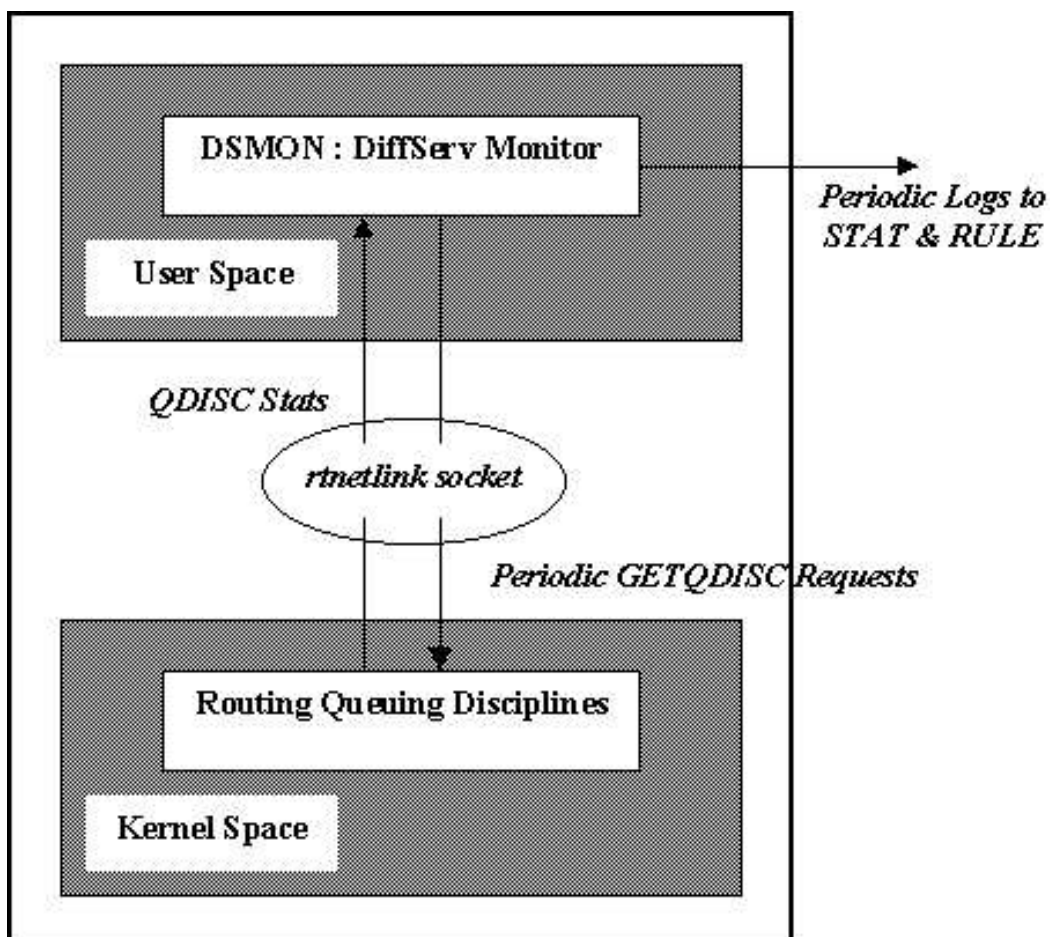 DSMON : DiffServ Monitor
Periodic Logs to
STAT & RULE
User Space
QDISC Stats
rtnetlink socket
Periodic GETQDISC Requests
Routing Queuing Disciplines
Kernel Space